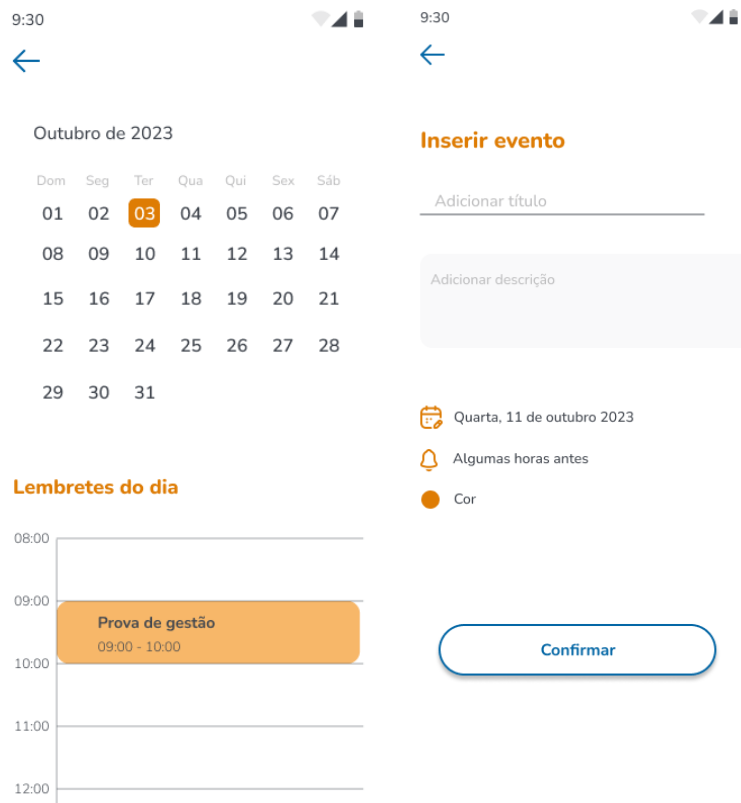 9:30
Outubro de 2023
Dom Seg Ter Qua Qui Sex Sáb
01 02 03 04 05 06 07
08 09 10 11 12 13 14
15 16 17 18 19 20 21
22 23 24 25 26 27 28
29 30 31
Lembretes do dia
08:00
09:00
Prova de gestão
09:00 - 10:00
10:00
11:00
12:00
9:30
Inserir evento
Adicionar título
Adicionar descrição
Quarta, 11 de outubro 2023
Algumas horas antes
Cor
Confirmar